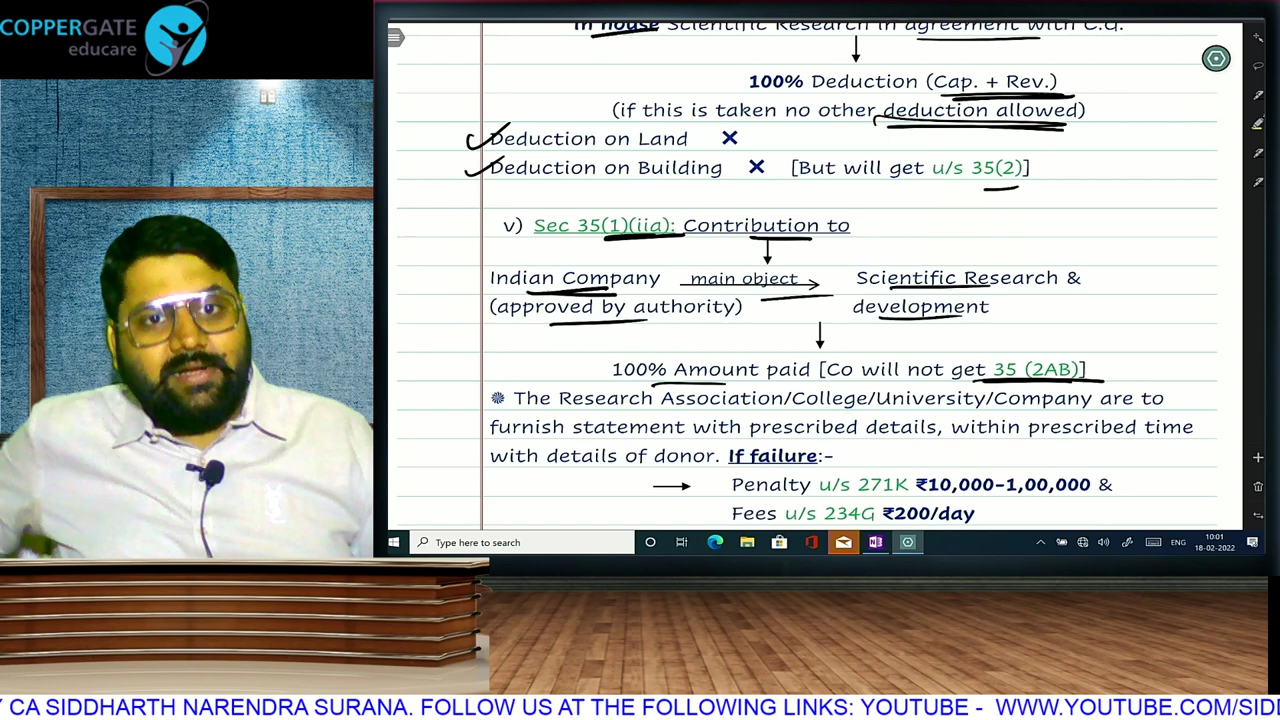 COPPERGATE
educare
In house Scientific Research in agreement with C.G.
100% Deduction (Cap. + Rev.)
(if this is taken no other deduction allowed)
Deduction on Land ×
Deduction on Building × [But will get u/s 35(2)]
v) Sec 35(1)(iia): Contribution to
Indian Company main object Scientific Research &
(approved by authority) development
100% Amount paid [Co will not get 35 (2AB)]
The Research Association/College/University/Company are to
furnish statement with prescribed details, within prescribed time
with details of donor. If failure:-
Penalty u/s 271K ₹10,000-1,00,000 &
Fees u/s 234G ₹200/day
Type here to search
ENG
10:01
18-02-2022
Y CA SIDDHARTH NARENDRA SURANA. FOLLOW US AT THE FOLLOWING LINKS: YOUTUBE - WWW.YOUTUBE.COM/SID